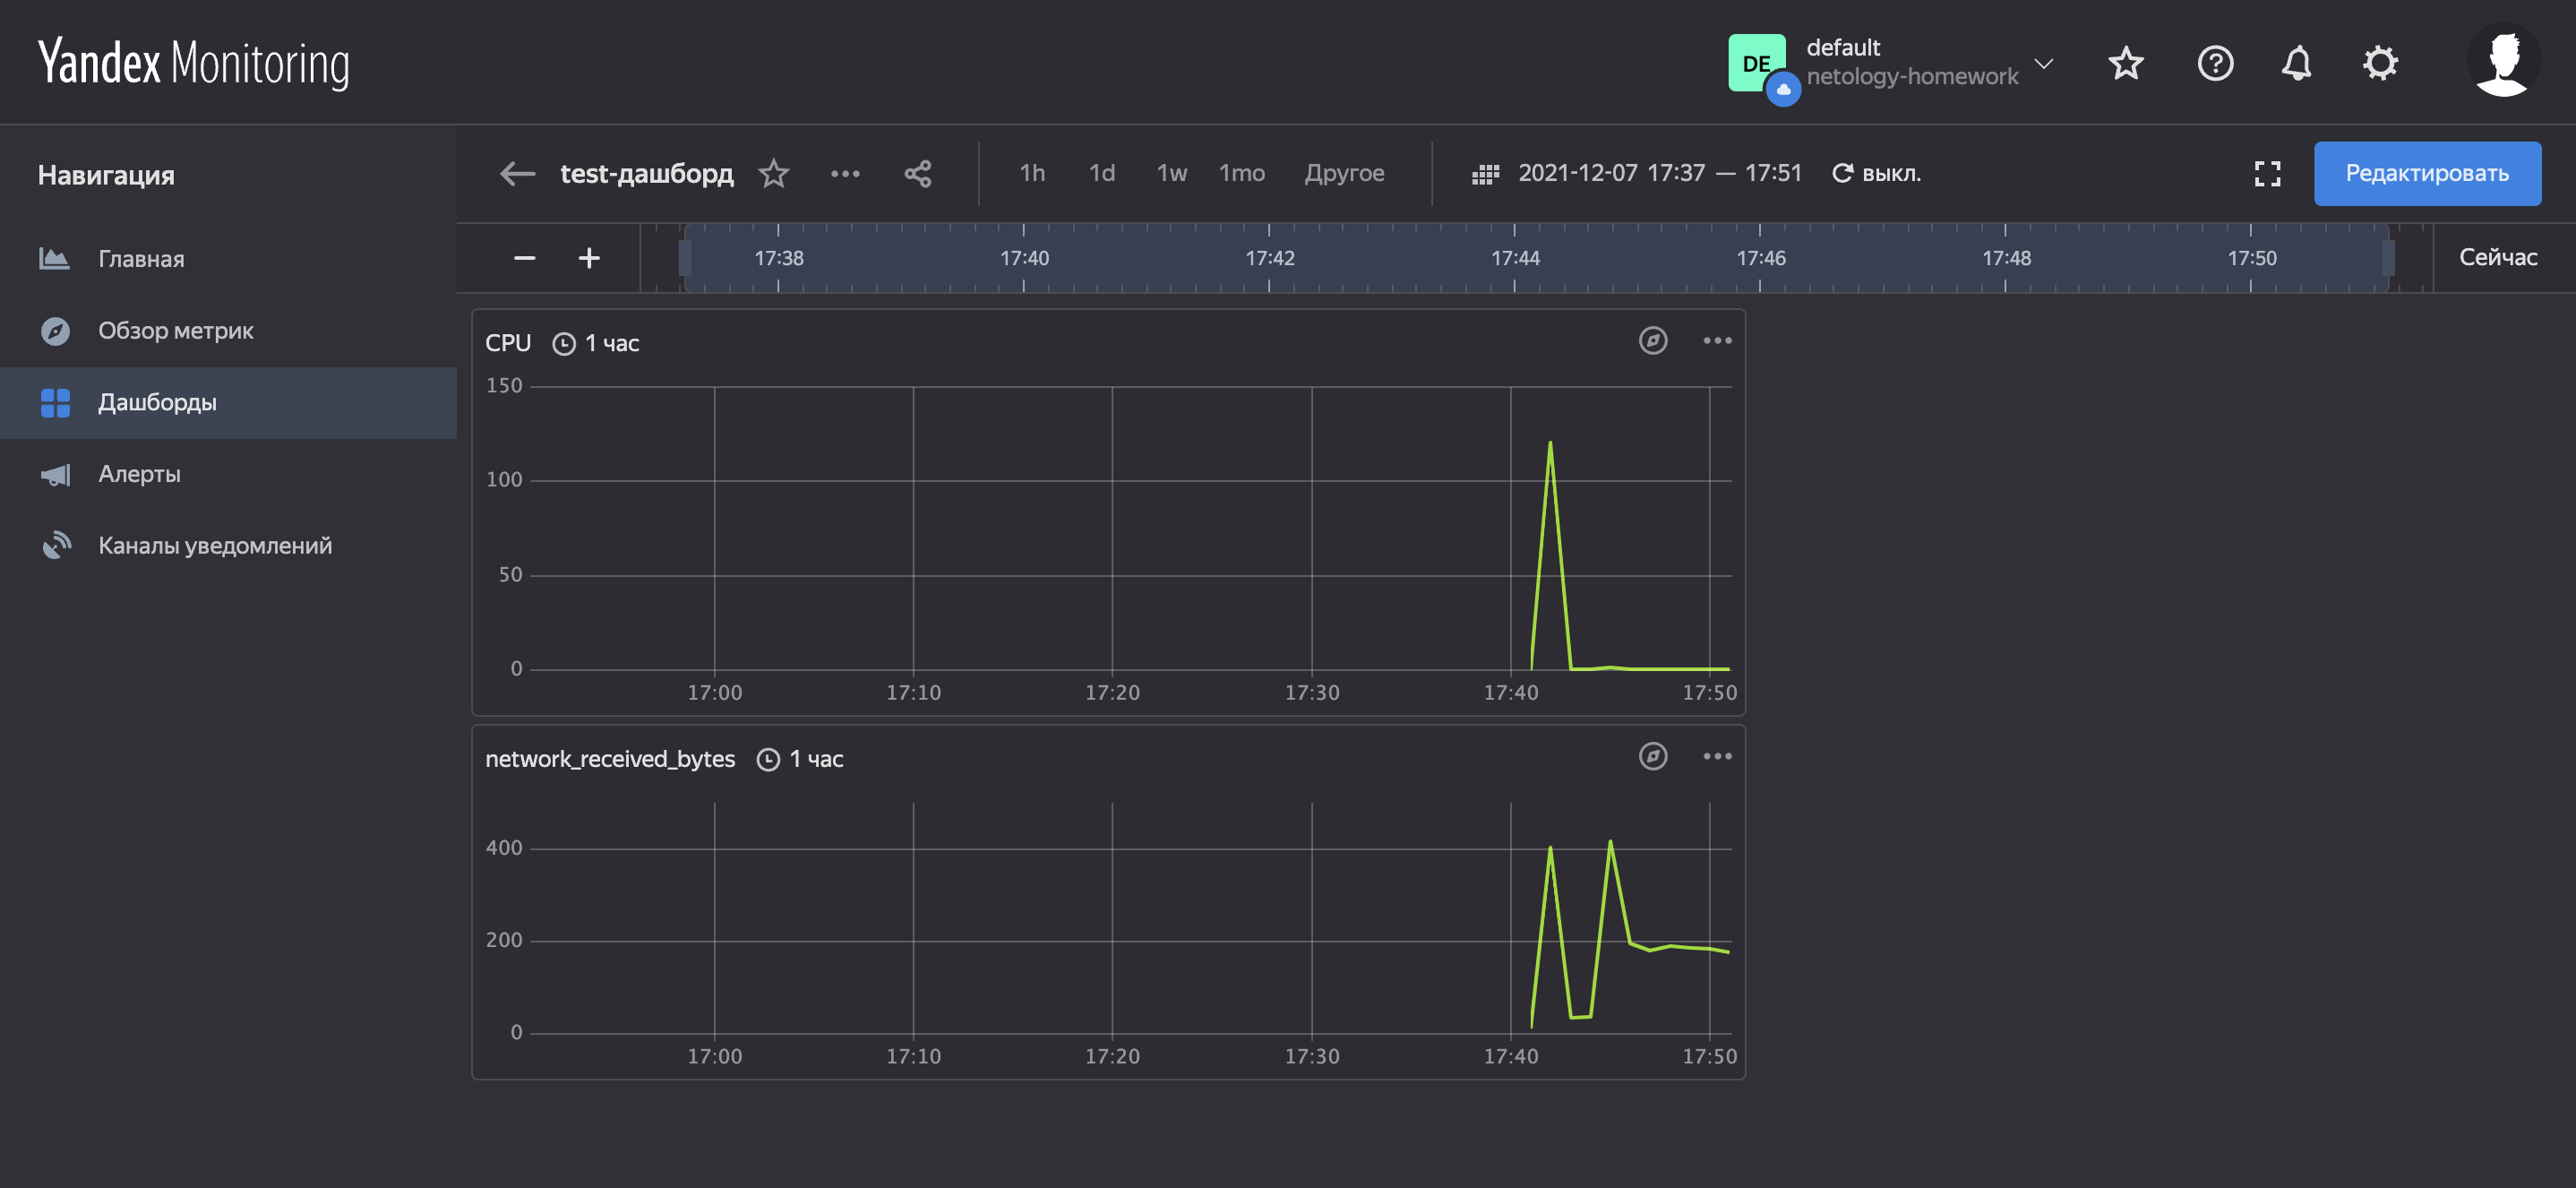 Yandex Monitoring
DE
default
netology-homework
Навигация
Главная
Обзор метрик
Дашборды
Алерты
Каналы уведомлений
test-дашборд
1h 1d 1w 1mo Другое
2021-12-07 17:37 — 17:51 выкл.
Редактировать
17:38 17:40 17:42 17:44 17:46 17:48 17:50
Сейчас
CPU 1 час
150
100
50
0
17:00 17:10 17:20 17:30 17:40 17:50
network_received_bytes 1 час
400
200
0
17:00 17:10 17:20 17:30 17:40 17:50